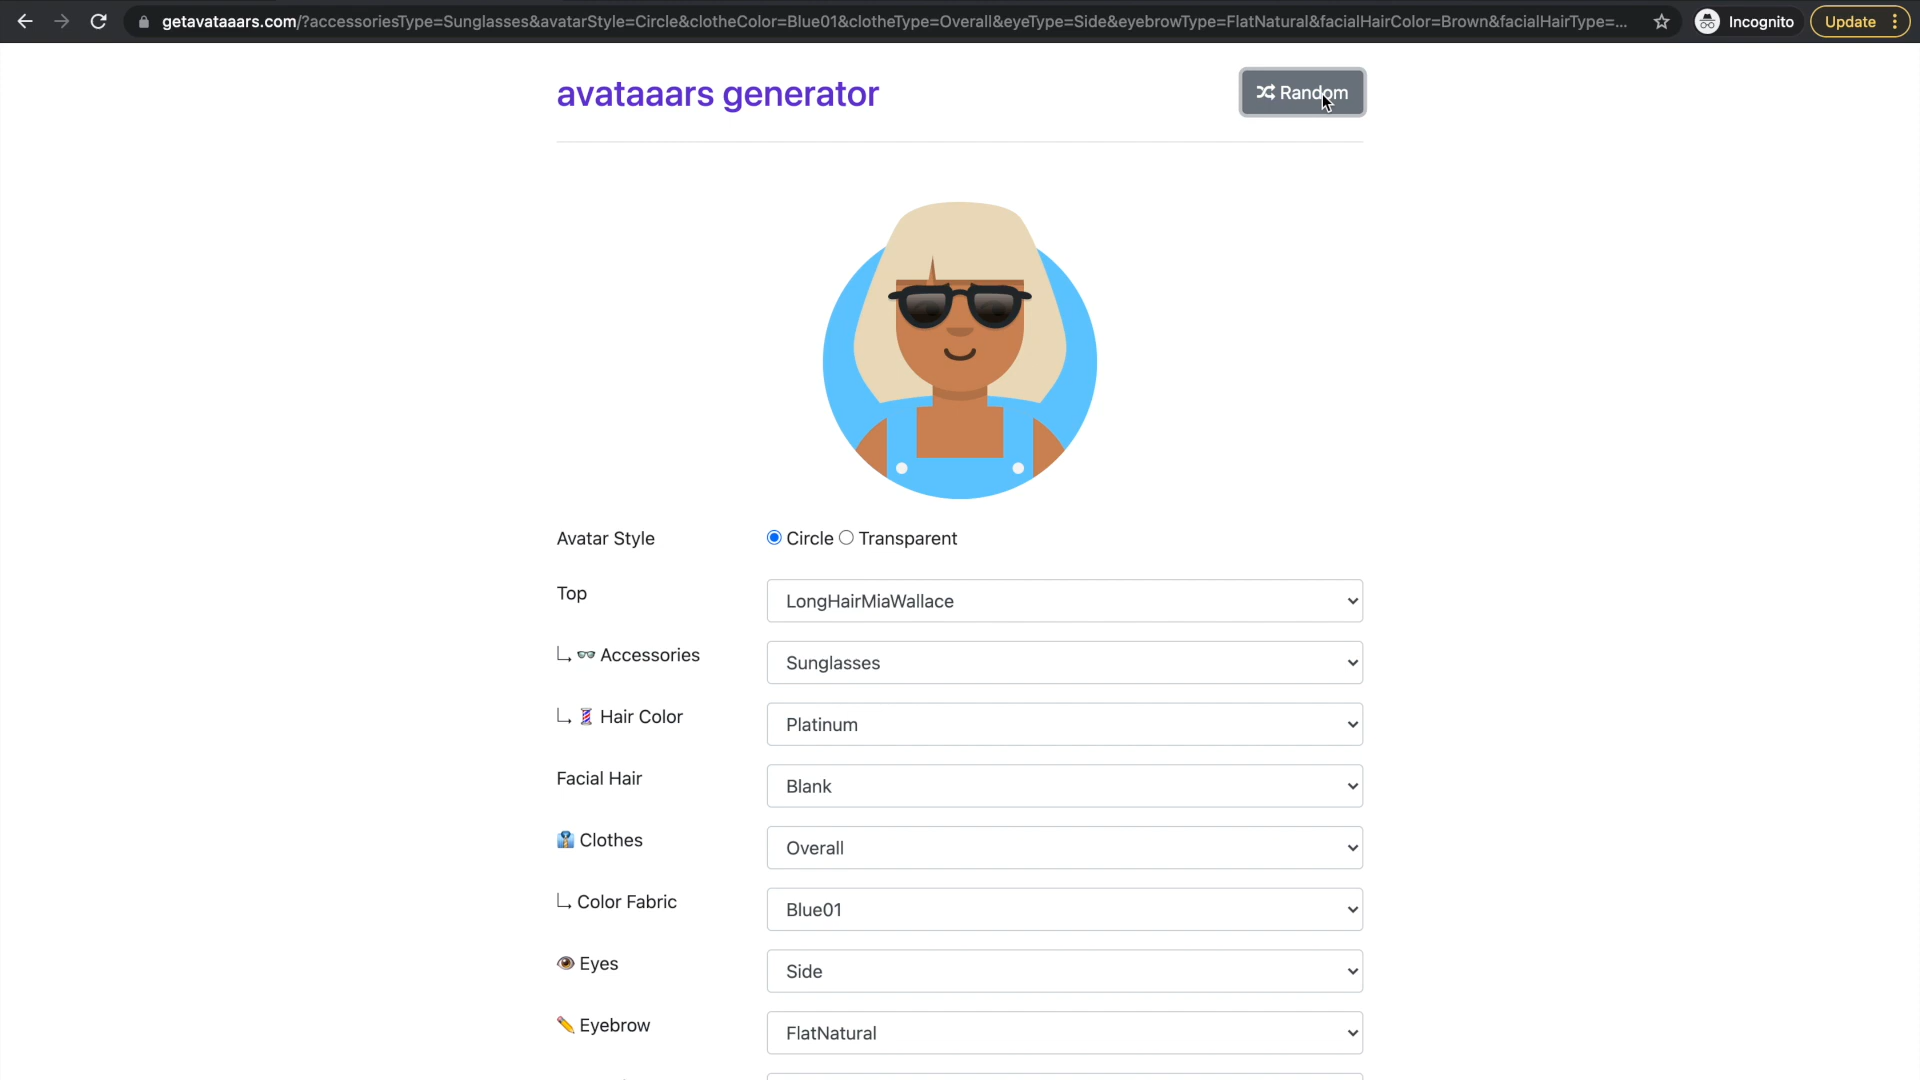 getavataaars.com/?accessoriesType=Sunglasses&avatarStyle=Circle&clotheColor=Blue01&clotheType=Overall&eyeType=Side&eyebrowType=FlatNatural&facialHairColor=Brown&facialHairType=...
Incognito
Update
avataaars generator
Random
Avatar Style
Circle
Transparent
Top
LongHairMiaWallace
Accessories
Sunglasses
Hair Color
Platinum
Facial Hair
Blank
Clothes
Overall
Color Fabric
Blue01
Eyes
Side
Eyebrow
FlatNatural